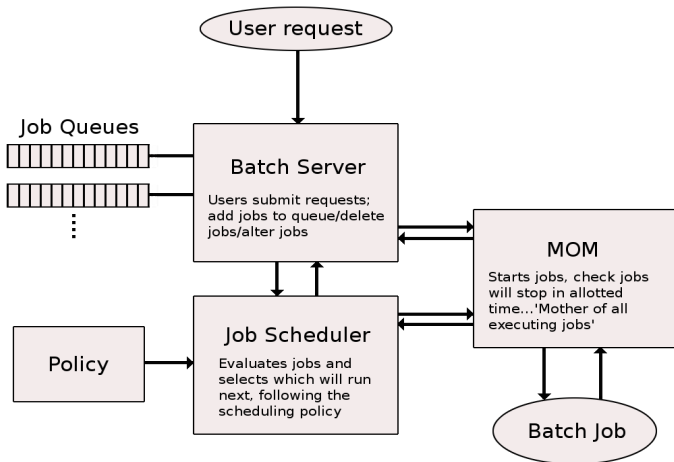 User request
Job Queues
Batch Server
Users submit requests;
add jobs to queue/delete
jobs/alter jobs
MOM
Starts jobs, check jobs
will stop in allotted
time...'Mother of all
executing jobs'
Job Scheduler
Evaluates jobs and
selects which will run
next, following the
scheduling policy
Policy
Batch Job